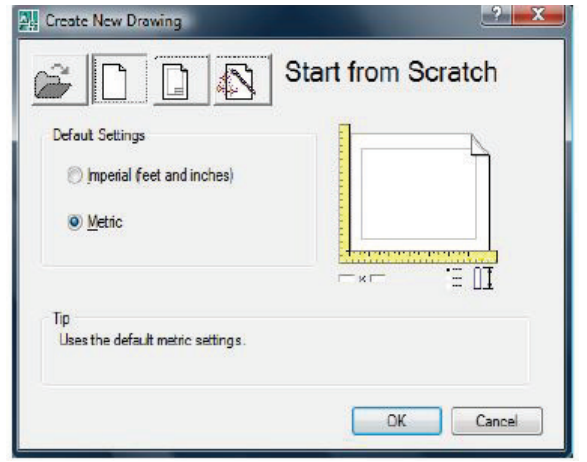 Create New Drawing
Start from Scratch
Default Settings
Imperial (feet and inches)
Metric
Tip
Uses the default metric settings.
OK
Cancel